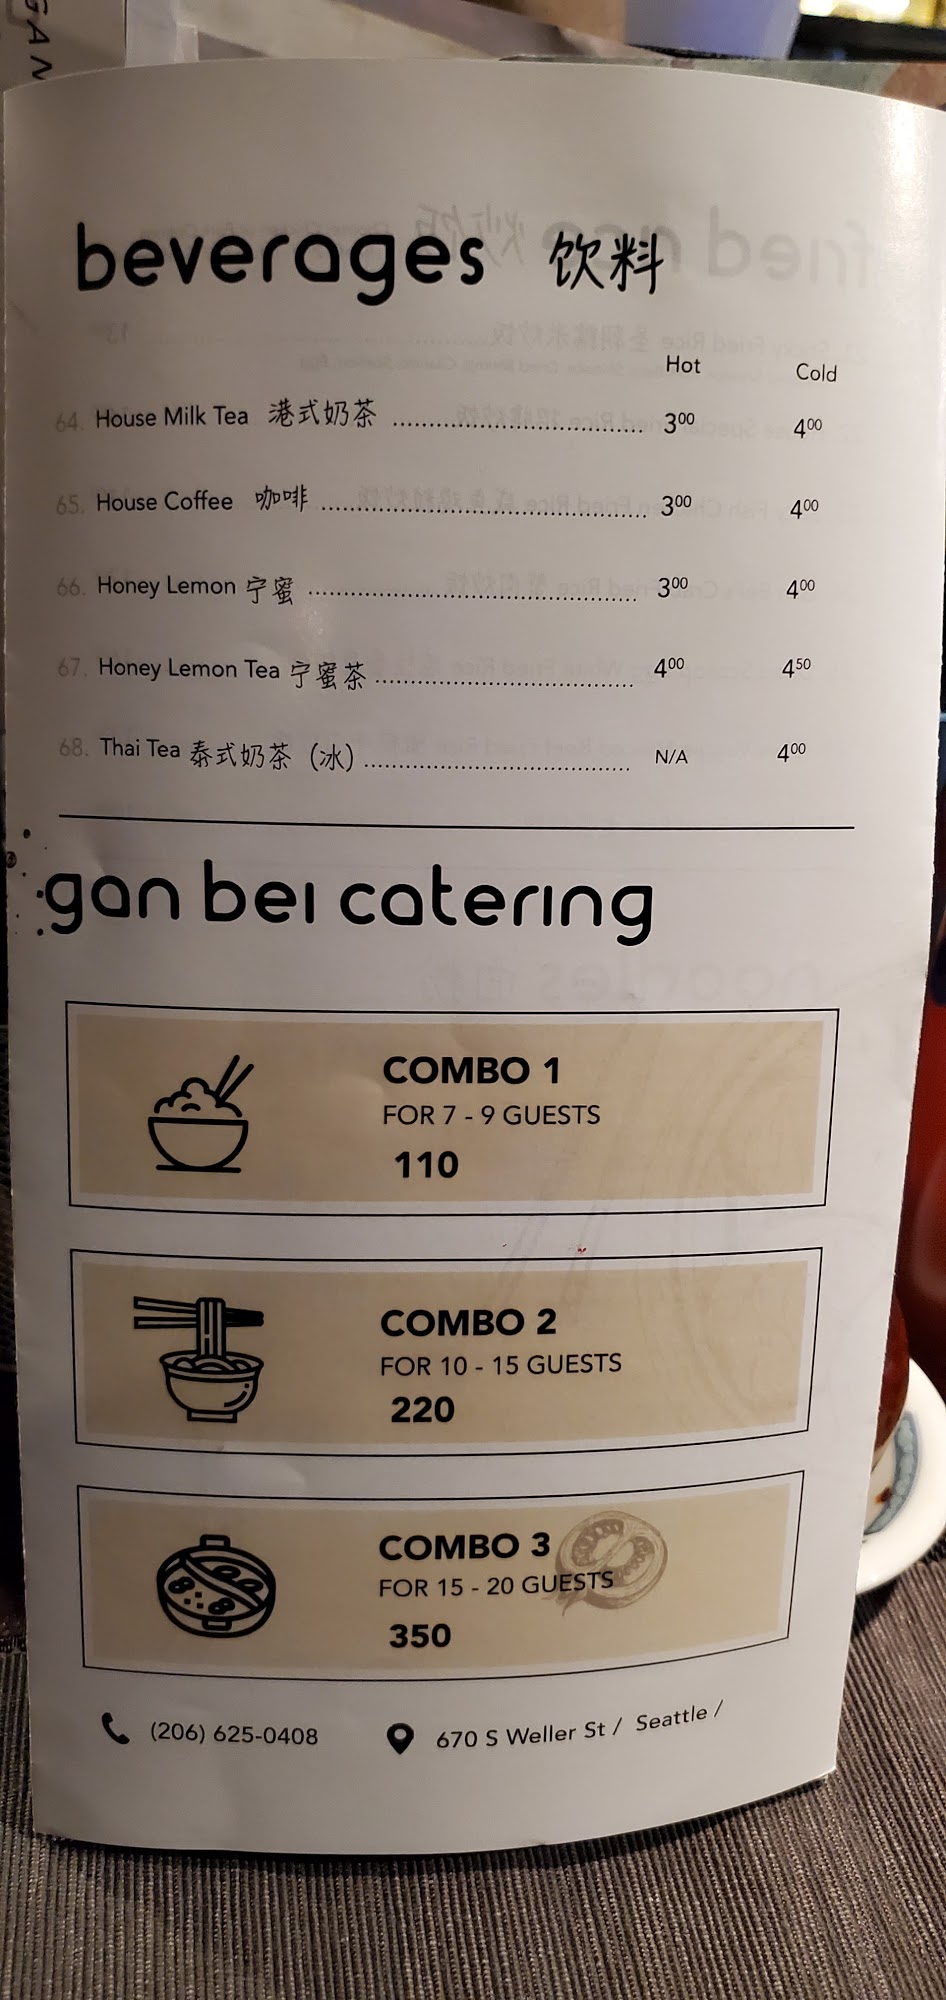 GAN
beverages 饮料
Hot Cold
64. House Milk Tea 港式奶茶 3.00 4.00
65. House Coffee 咖啡 3.00 4.00
66. Honey Lemon 宁蜜 3.00 4.00
67. Honey Lemon Tea 宁蜜茶 4.00 4.50
68. Thai Tea 泰式奶茶 (冰) N/A 4.00
gan bei catering
COMBO 1
FOR 7 - 9 GUESTS
110
COMBO 2
FOR 10 - 15 GUESTS
220
COMBO 3
FOR 15 - 20 GUESTS
350
(206) 625-0408 670 S Weller St / Seattle /